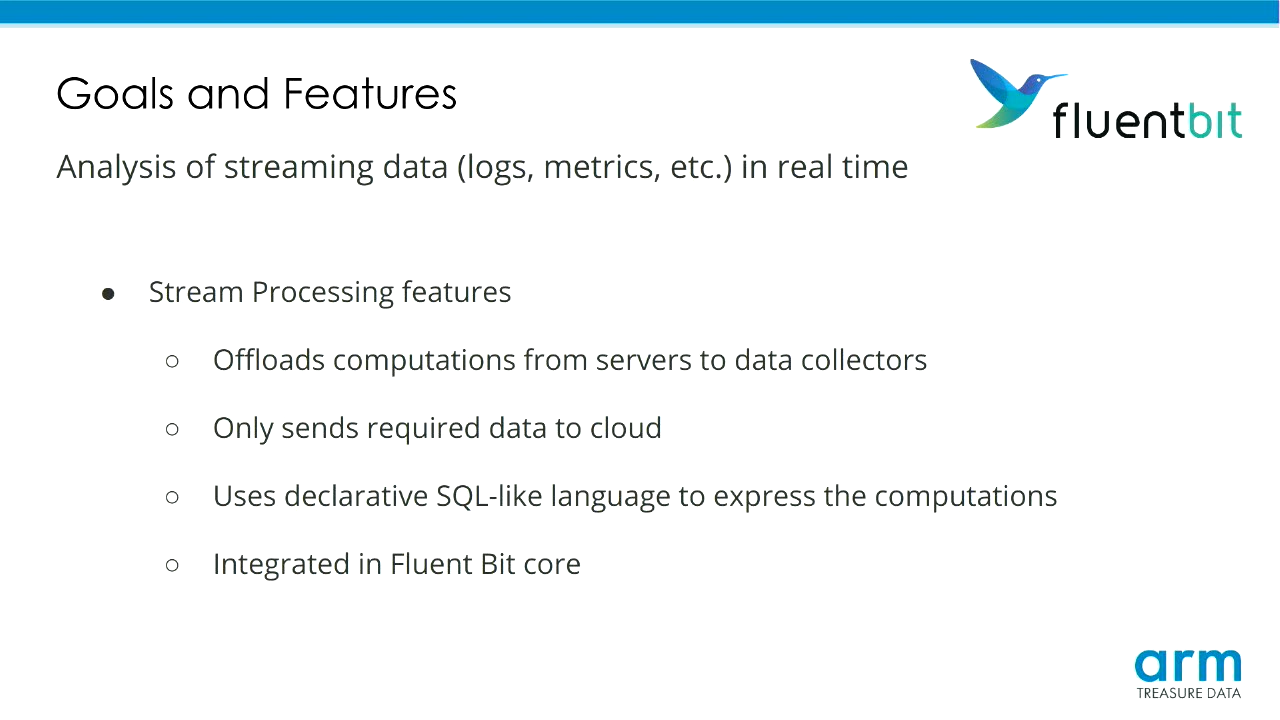 Goals and Features
fluentbit
Analysis of streaming data (logs, metrics, etc.) in real time
● Stream Processing features
○ Offloads computations from servers to data collectors
○ Only sends required data to cloud
○ Uses declarative SQL-like language to express the computations
○ Integrated in Fluent Bit core
arm
TREASURE DATA